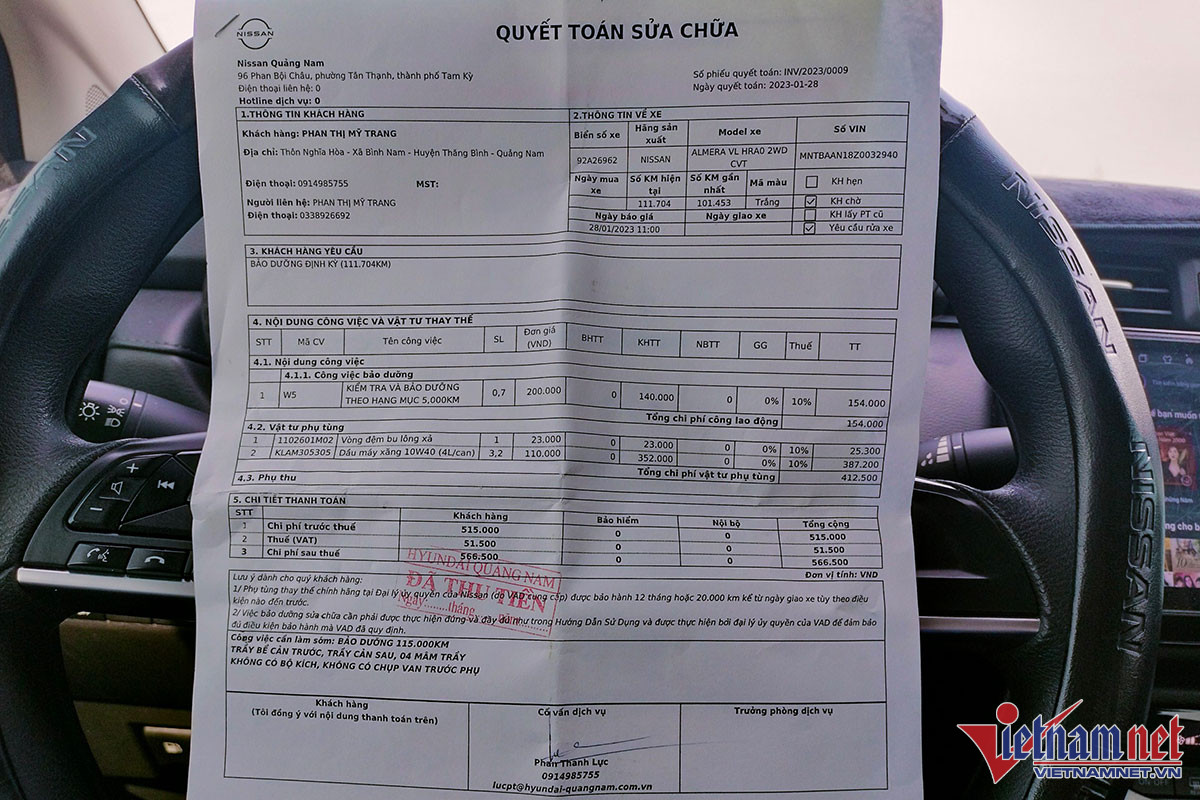 NISSAN
QUYẾT TOÁN SỬA CHỮA
Nissan Quảng Nam
96 Phan Bội Châu, phường Tân Thạnh, thành phố Tam Kỳ
Điện thoại liên hệ: 0
Hotline dịch vụ: 0
Số phiếu quyết toán: INV/2023/0009
Ngày quyết toán: 2023-01-28
1.THÔNG TIN KHÁCH HÀNG
Khách hàng: PHAN THỊ MỸ TRANG
Địa chỉ: Thôn Nghĩa Hòa - Xã Bình Nam - Huyện Thăng Bình - Quảng Nam
Điện thoại: 0914985755 MST:
Người liên hệ: PHAN THỊ MỸ TRANG
Điện thoại: 0338926692
2.THÔNG TIN VỀ XE
Biển số xe Hãng sản xuất Model xe Số VIN
92A26962 NISSAN ALMERA VL HRA0 2WD CVT MNTBAAN18Z0032940
Ngày mua xe Số KM hiện tại Số KM gần nhất Mã màu KH hẹn
111.704 101.453 Trắng KH chờ
Ngày báo giá Ngày giao xe KH lấy PT cũ
28/01/2023 11:00 Yêu cầu rửa xe
3. KHÁCH HÀNG YÊU CẦU
BẢO DƯỠNG ĐỊNH KỲ (111.704KM)
4. NỘI DUNG CÔNG VIỆC VÀ VẬT TƯ THAY THẾ
STT Mã CV Tên công việc SL Đơn giá (VND) BHTT KHTT NBTT GG Thuế TT
4.1. Nội dung công việc
4.1.1. Công việc bảo dưỡng
1 W5 KIỂM TRA VÀ BẢO DƯỠNG THEO HẠNG MỤC 5,000KM 0,7 200.000 0 140.000 0 0% 10% 154.000
Tổng chi phí công lao động 154.000
4.2. Vật tư phụ tùng
1 1102601M02 Vòng đệm bu lông xả 1 23.000 0 23.000 0 0% 10% 25.300
2 KLAM305305 Dầu máy xăng 10W40 (4L/can) 3,2 110.000 0 352.000 0 0% 10% 387.200
Tổng chi phí vật tư phụ tùng 412.500
4.3. Phụ thu
5. CHI TIẾT THANH TOÁN
STT Khách hàng Bảo hiểm Nội bộ Tổng cộng
1 Chi phí trước thuế 515.000 0 0 515.000
2 Thuế (VAT) 51.500 0 0 51.500
3 Chi phí sau thuế 566.500 0 0 566.500
Đơn vị tính: VND
HYUNDAI QUANG NAM
ĐÃ THU TIỀN
Ngày........tháng........năm........
Lưu ý dành cho quý khách hàng:
1/ Phụ tùng thay thế chính hãng tại Đại lý ủy quyền của Nissan (do VAD cung cấp) được bảo hành 12 tháng hoặc 20.000 km kể từ ngày giao xe tùy theo điều
kiện nào đến trước.
2/ Việc bảo dưỡng sửa chữa cần phải được thực hiện đúng và đầy đủ như trong Hướng Dẫn Sử Dụng và được thực hiện bởi đại lý ủy quyền của VAD để đảm bảo
đủ điều kiện bảo hành mà VAD đã quy định.
Công việc cần làm sớm: BẢO DƯỠNG 115.000KM
TRẦY BỂ CẢN TRƯỚC, TRẦY CẢN SAU, 04 MÂM TRẦY
KHÔNG CÓ BỘ KÍCH, KHÔNG CÓ CHỤP VAN TRƯỚC PHỤ
Khách hàng
(Tôi đồng ý với nội dung thanh toán trên)
Cố vấn dịch vụ
Trưởng phòng dịch vụ
Phan Thanh Lực
0914985755
lucpt@hyundai-quangnam.com.vn
NISSAN
NISSAN
NISSAN
Vietnamnet
VIETNAMNET.VN